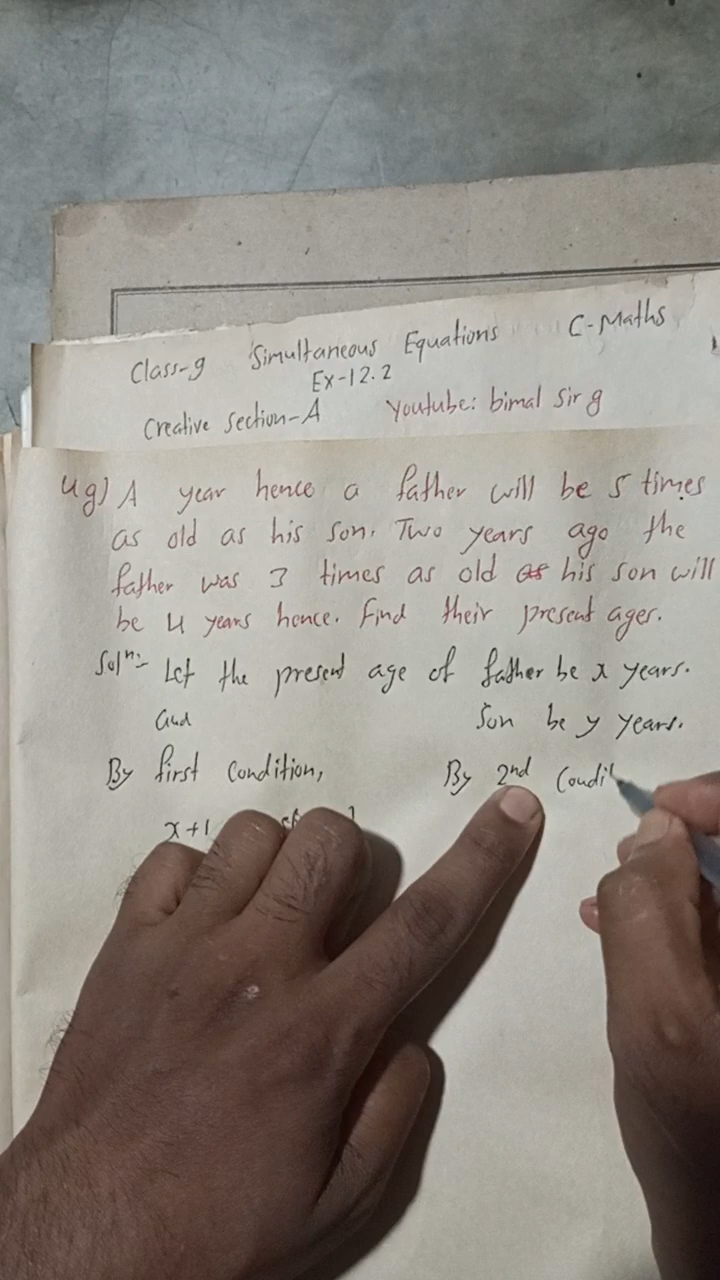 Class-9 Simultaneous Equations C-Maths
Ex-12.2
Creative Section-A Youtube: bimal Sir g
4g) A year hence a father will be 5 times
as old as his son. Two years ago the
father was 3 times as old as his son will
be 4 years hence. Find their present ages.
Solⁿ:- Let the present age of father be x years.
and Son be y years.
By first Condition, By 2nd Condi
x+1